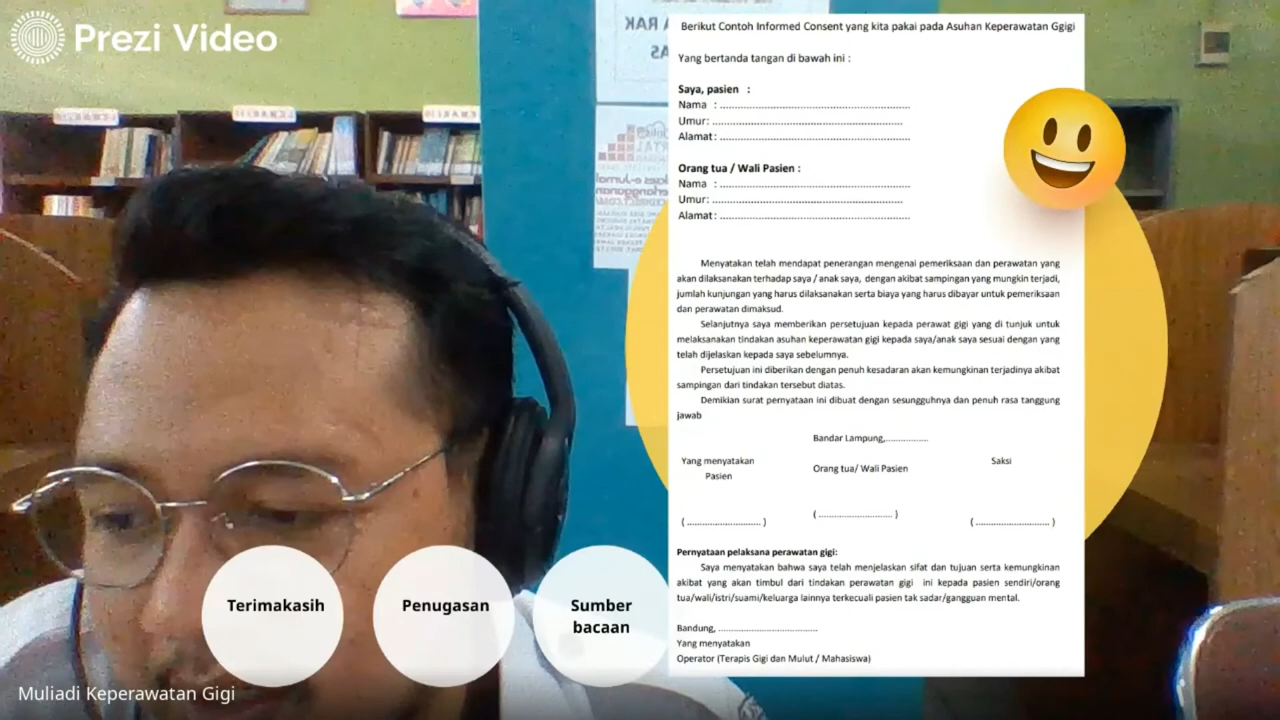 Prezi Video
Berikut Contoh Informed Consent yang kita pakai pada Asuhan Keperawatan Ggigi
Yang bertanda tangan di bawah ini :
Saya, pasien :
Nama : ....................................................................
Umur: ....................................................................
Alamat: ....................................................................
Orang tua / Wali Pasien :
Nama : ....................................................................
Umur: ....................................................................
Alamat: ....................................................................
Menyatakan telah mendapat penerangan mengenai pemeriksaan dan perawatan yang
akan dilaksanakan terhadap saya / anak saya, dengan akibat sampingan yang mungkin terjadi,
jumlah kunjungan yang harus dilaksanakan serta biaya yang harus dibayar untuk pemeriksaan
dan perawatan dimaksud.
Selanjutnya saya memberikan persetujuan kepada perawat gigi yang di tunjuk untuk
melaksanakan tindakan asuhan keperawatan gigi kepada saya/anak saya sesuai dengan yang
telah dijelaskan kepada saya sebelumnya.
Persetujuan ini diberikan dengan penuh kesadaran akan kemungkinan terjadinya akibat
sampingan dari tindakan tersebut diatas.
Demikian surat pernyataan ini dibuat dengan sesungguhnya dan penuh rasa tanggung
jawab
Bandar Lampung,...............
Yang menyatakan
Pasien
Orang tua/ Wali Pasien
Saksi
( ........................... )
( ........................... )
( ........................... )
Pernyataan pelaksana perawatan gigi:
Saya menyatakan bahwa saya telah menjelaskan sifat dan tujuan serta kemungkinan
akibat yang akan timbul dari tindakan perawatan gigi ini kepada pasien sendiri/orang
tua/wali/istri/suami/keluarga lainnya terkecuali pasien tak sadar/gangguan mental.
Bandung, ....................................
Yang menyatakan
Operator (Terapis Gigi dan Mulut / Mahasiswa)
Terimakasih
Penugasan
Sumber
bacaan
Muliadi Keperawatan Gigi